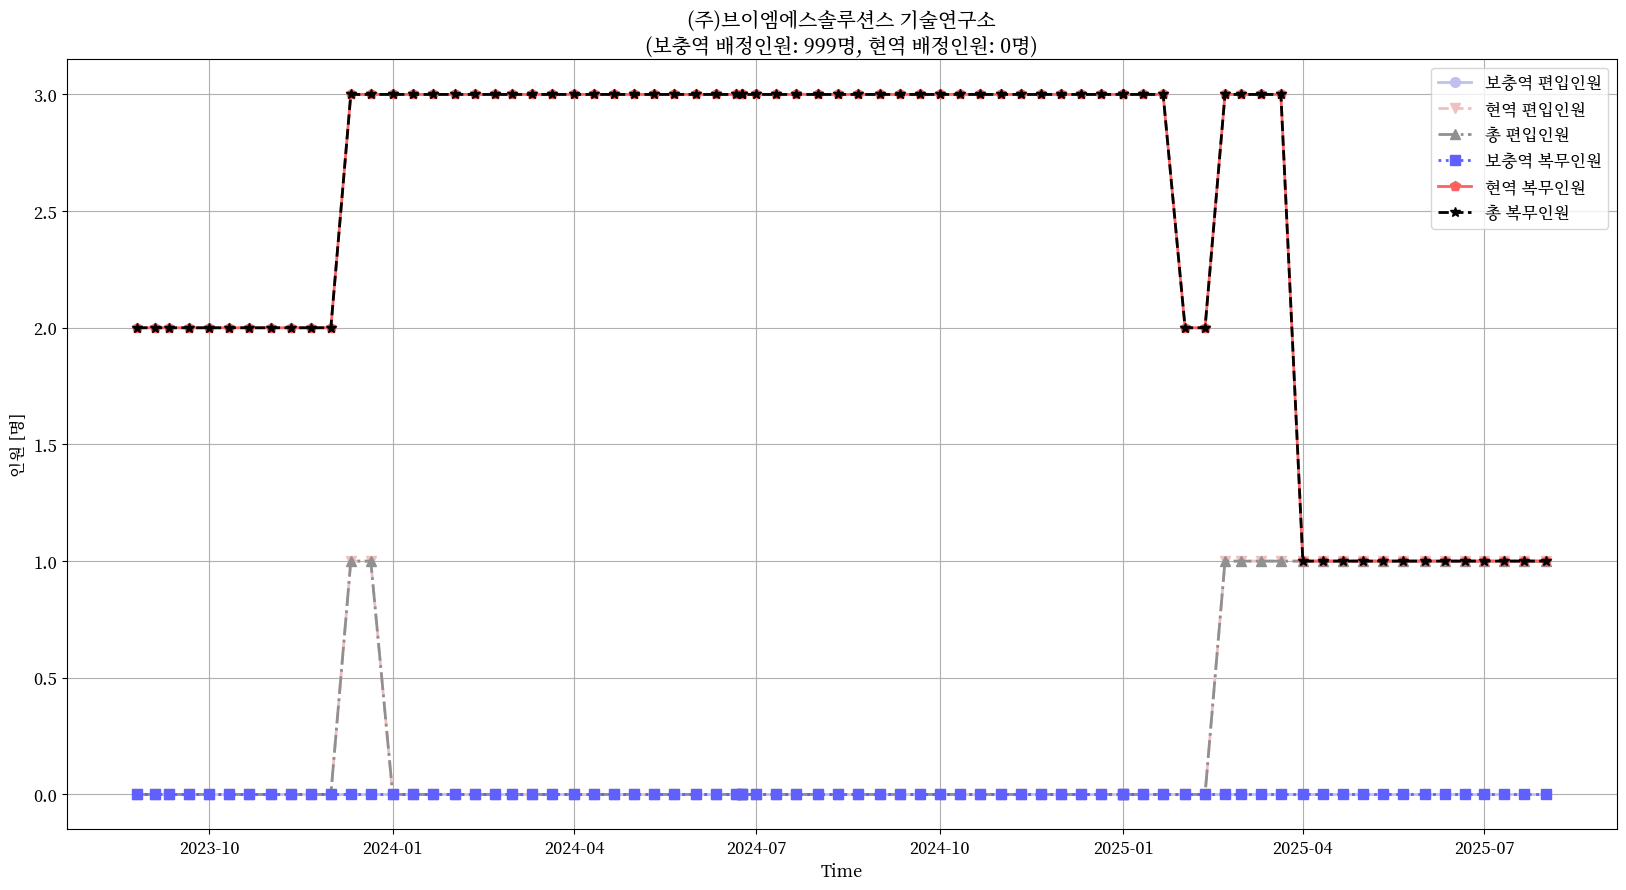 (주)브이엠에스솔루션스 기술연구소
(보충역 배정인원: 999명, 현역 배정인원: 0명)
보충역 편입인원
현역 편입인원
총 편입인원
보충역 복무인원
현역 복무인원
총 복무인원
인원 [명]
3.0
2.5
2.0
1.5
1.0
0.5
0.0
2023-10
2024-01
2024-04
2024-07
2024-10
2025-01
2025-04
2025-07
Time